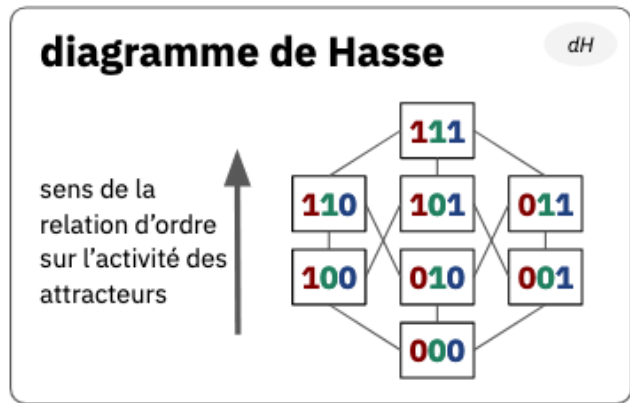 diagramme de Hasse
dH
sens de la
relation d'ordre
sur l'activité des
attracteurs
111
110 101 011
100 010 001
000